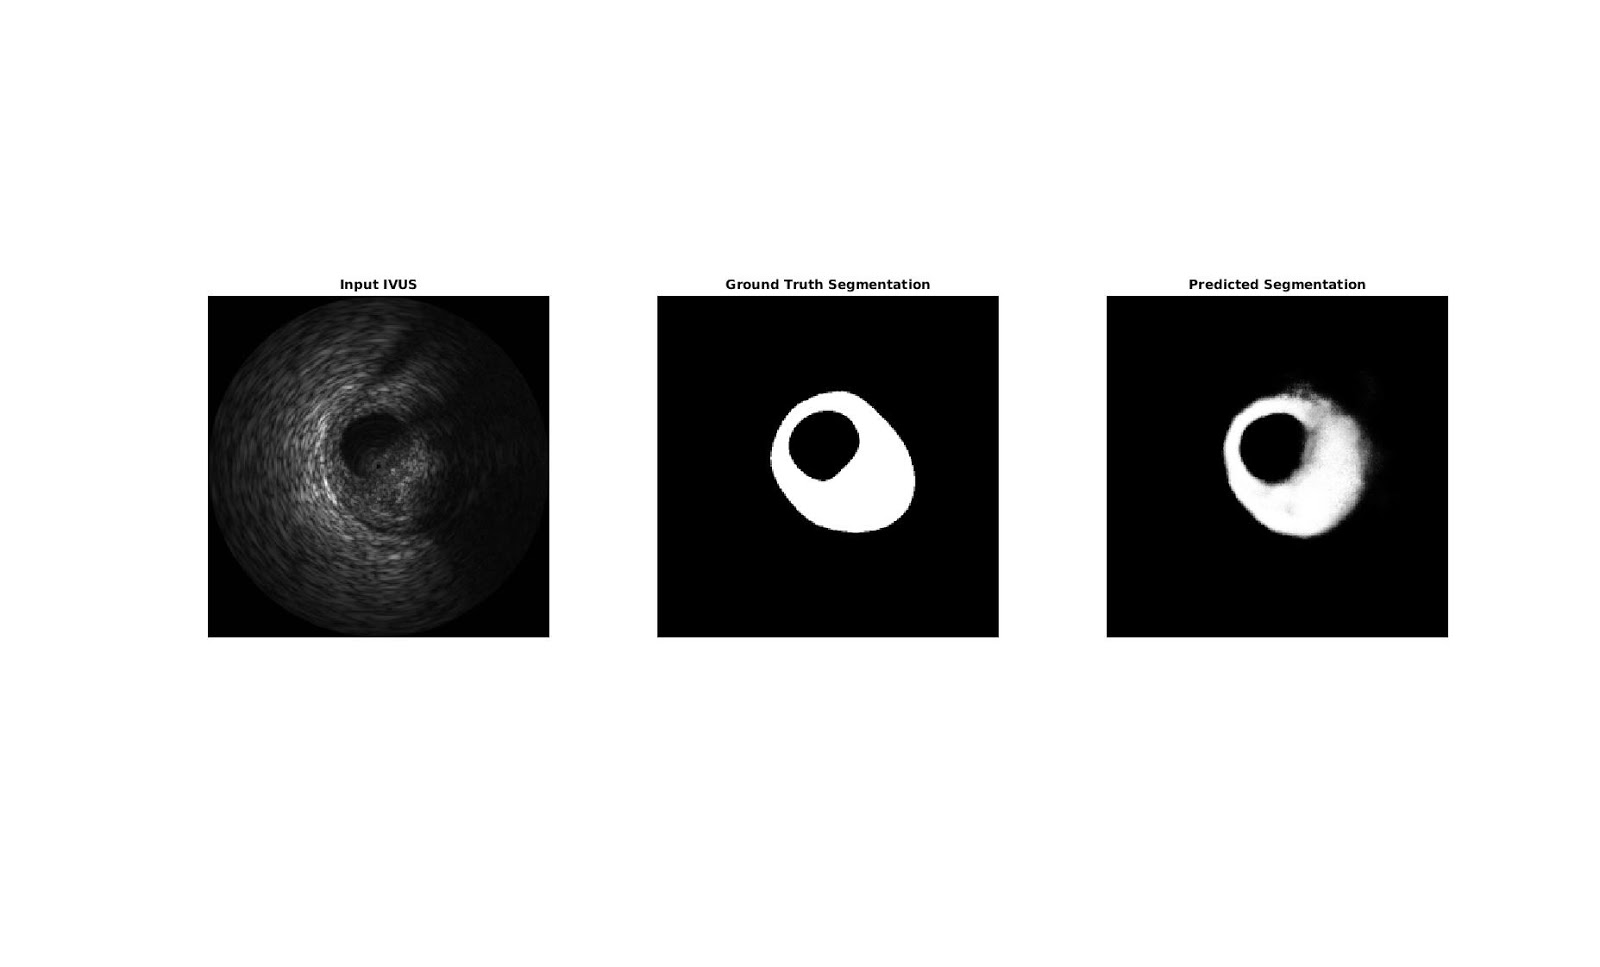 Input IVUS
Ground Truth Segmentation
Predicted Segmentation